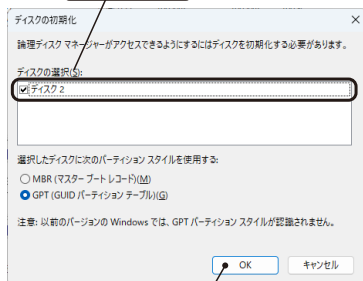 ディスクの初期化
論理ディスク マネージャーがアクセスできるようにするにはディスクを初期化する必要があります。
ディスクの選択(S):
ディスク 2
選択したディスクに次のパーティション スタイルを使用する:
MBR (マスター ブート レコード)(M)
GPT (GUID パーティション テーブル)(G)
注意: 以前のバージョンの Windows では、GPT パーティション スタイルが認識されません。
OK キャンセル